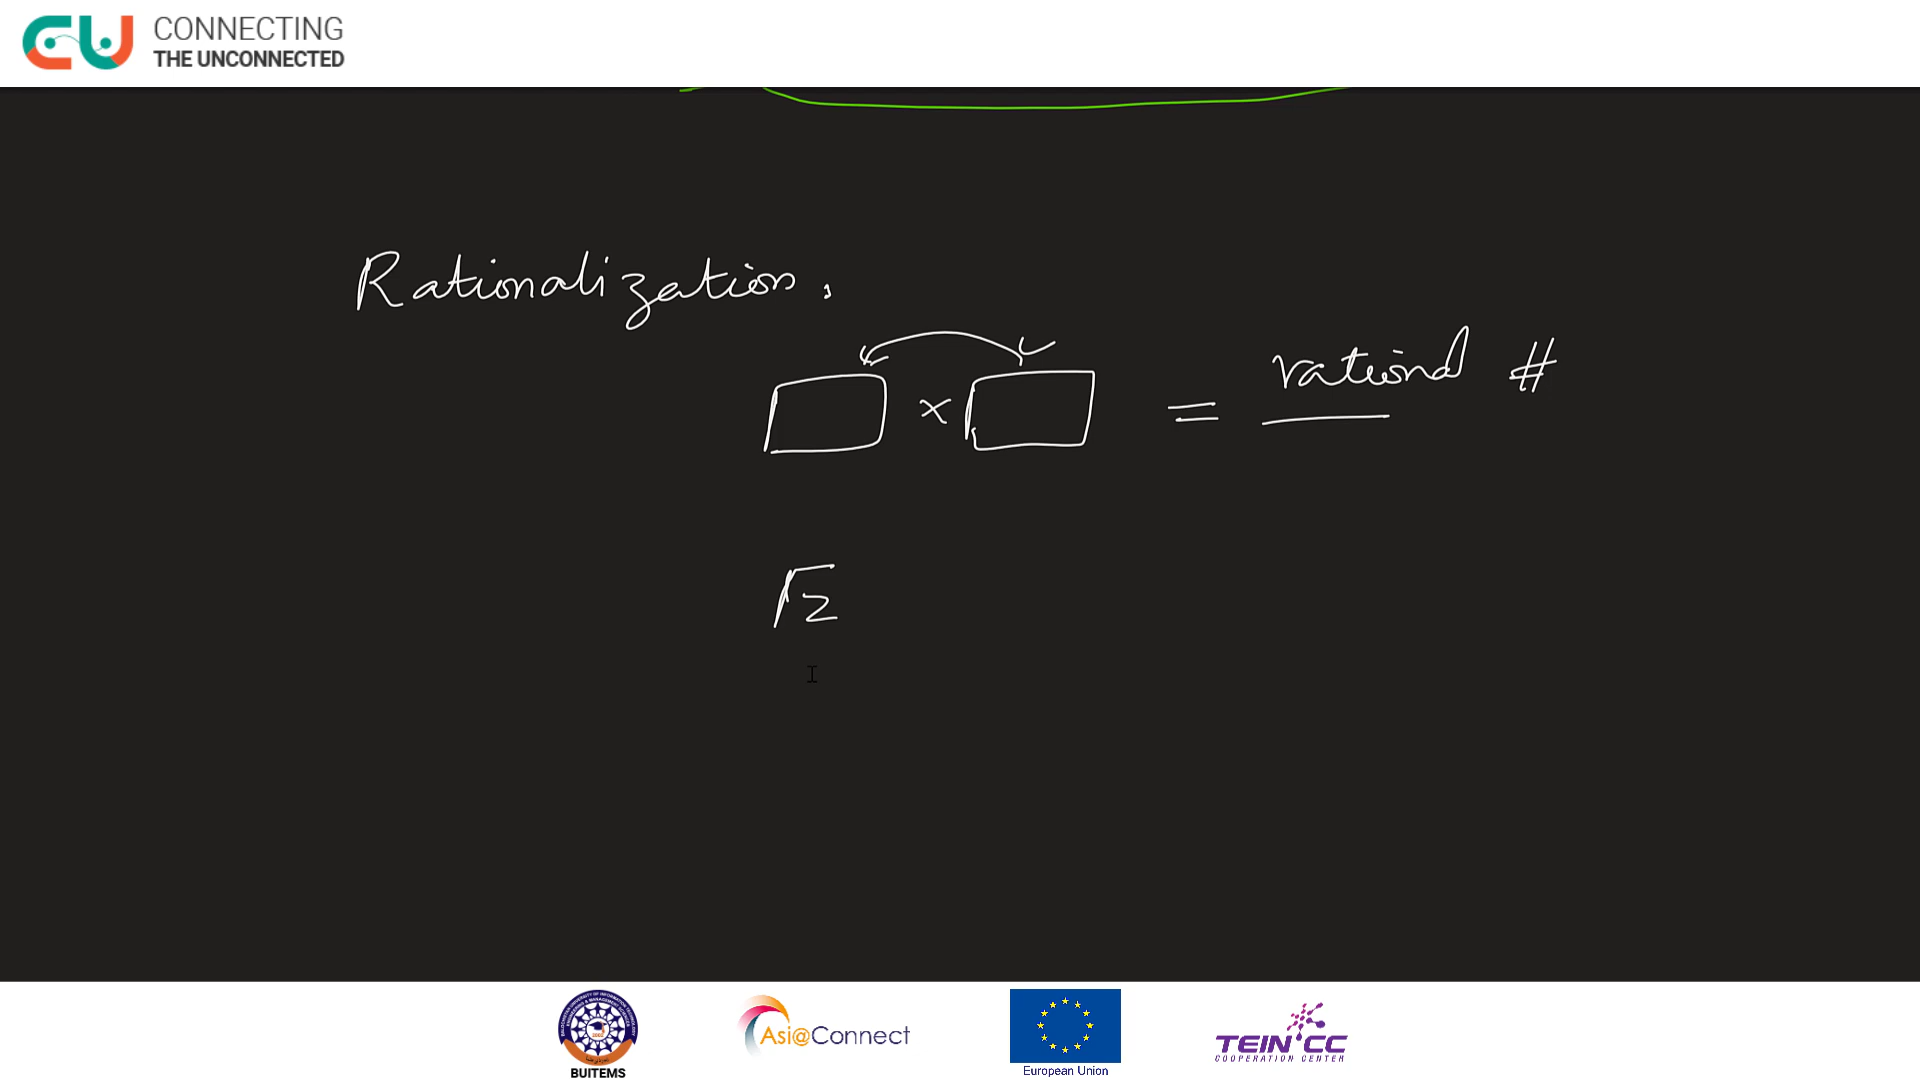 CONNECTING
THE UNCONNECTED
Rationalization.
☐ × ☐ = rational #
√2
BUITEMS
Asi@Connect
European Union
TEIN*CC
COOPERATION CENTER